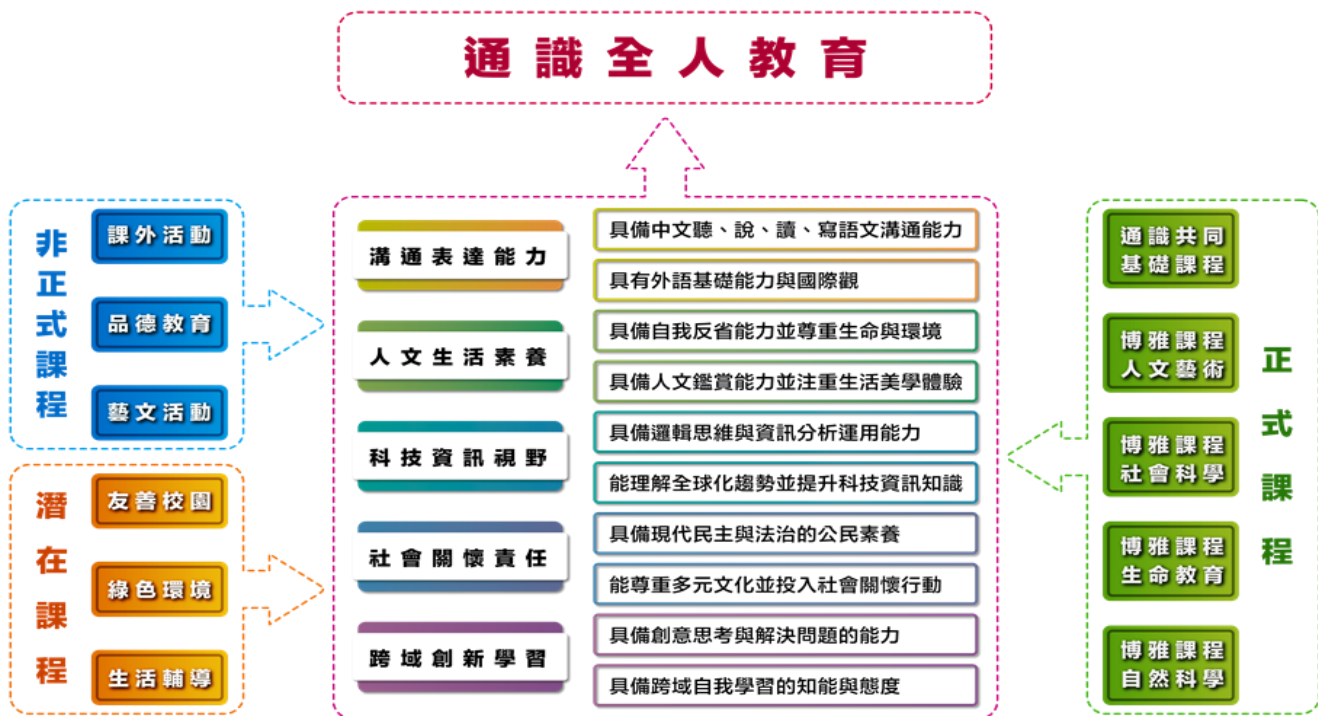 通識全人教育
非正式課程
課外活動
品德教育
藝文活動
潛在課程
友善校園
綠色環境
生活輔導
溝通表達能力
具備中文聽、說、讀、寫語文溝通能力
具有外語基礎能力與國際觀
人文生活素養
具備自我反省能力並尊重生命與環境
具備人文鑑賞能力並注重生活美學體驗
科技資訊視野
具備邏輯思維與資訊分析運用能力
能理解全球化趨勢並提升科技資訊知識
社會關懷責任
具備現代民主與法治的公民素養
能尊重多元文化並投入社會關懷行動
跨域創新學習
具備創意思考與解決問題的能力
具備跨域自我學習的知能與態度
正式課程
通識共同
基礎課程
博雅課程
人文藝術
博雅課程
社會科學
博雅課程
生命教育
博雅課程
自然科學